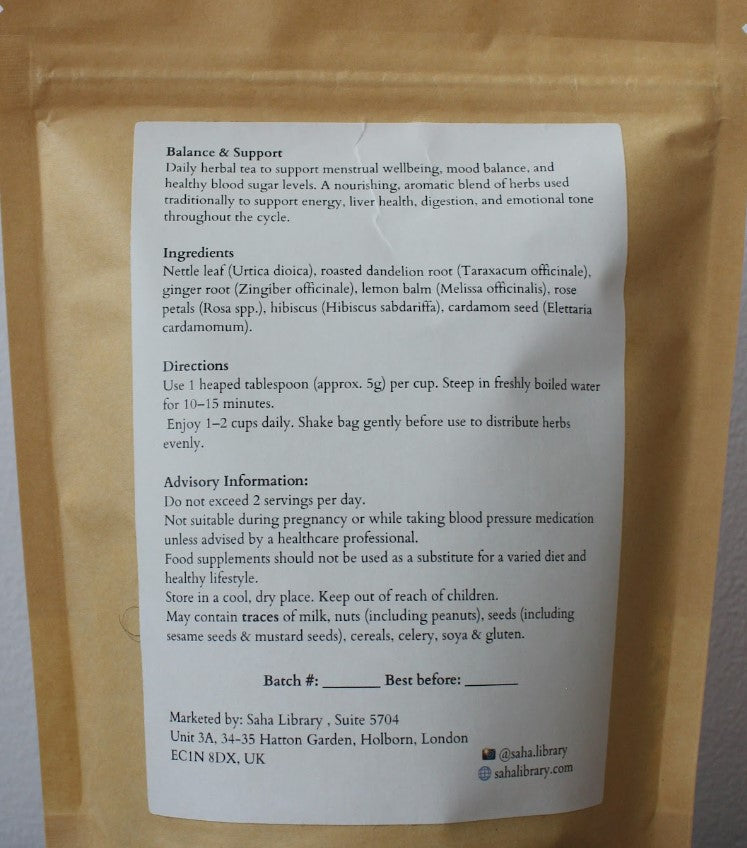 Balance & Support
Daily herbal tea to support menstrual wellbeing, mood balance, and
healthy blood sugar levels. A nourishing, aromatic blend of herbs used
traditionally to support energy, liver health, digestion, and emotional tone
throughout the cycle.
Ingredients
Nettle leaf (Urtica dioica), roasted dandelion root (Taraxacum officinale),
ginger root (Zingiber officinale), lemon balm (Melissa officinalis), rose
petals (Rosa spp.), hibiscus (Hibiscus sabdariffa), cardamom seed (Elettaria
cardamomum).
Directions
Use 1 heaped tablespoon (approx. 5g) per cup. Steep in freshly boiled water
for 10–15 minutes.
Enjoy 1–2 cups daily. Shake bag gently before use to distribute herbs
evenly.
Advisory Information:
Do not exceed 2 servings per day.
Not suitable during pregnancy or while taking blood pressure medication
unless advised by a healthcare professional.
Food supplements should not be used as a substitute for a varied diet and
healthy lifestyle.
Store in a cool, dry place. Keep out of reach of children.
May contain traces of milk, nuts (including peanuts), seeds (including
sesame seeds & mustard seeds), cereals, celery, soya & gluten.
Batch #: ______ Best before: ______
Marketed by: Saha Library , Suite 5704
Unit 3A, 34-35 Hatton Garden, Holborn, London
EC1N 8DX, UK
@saha.library
sahalibrary.com